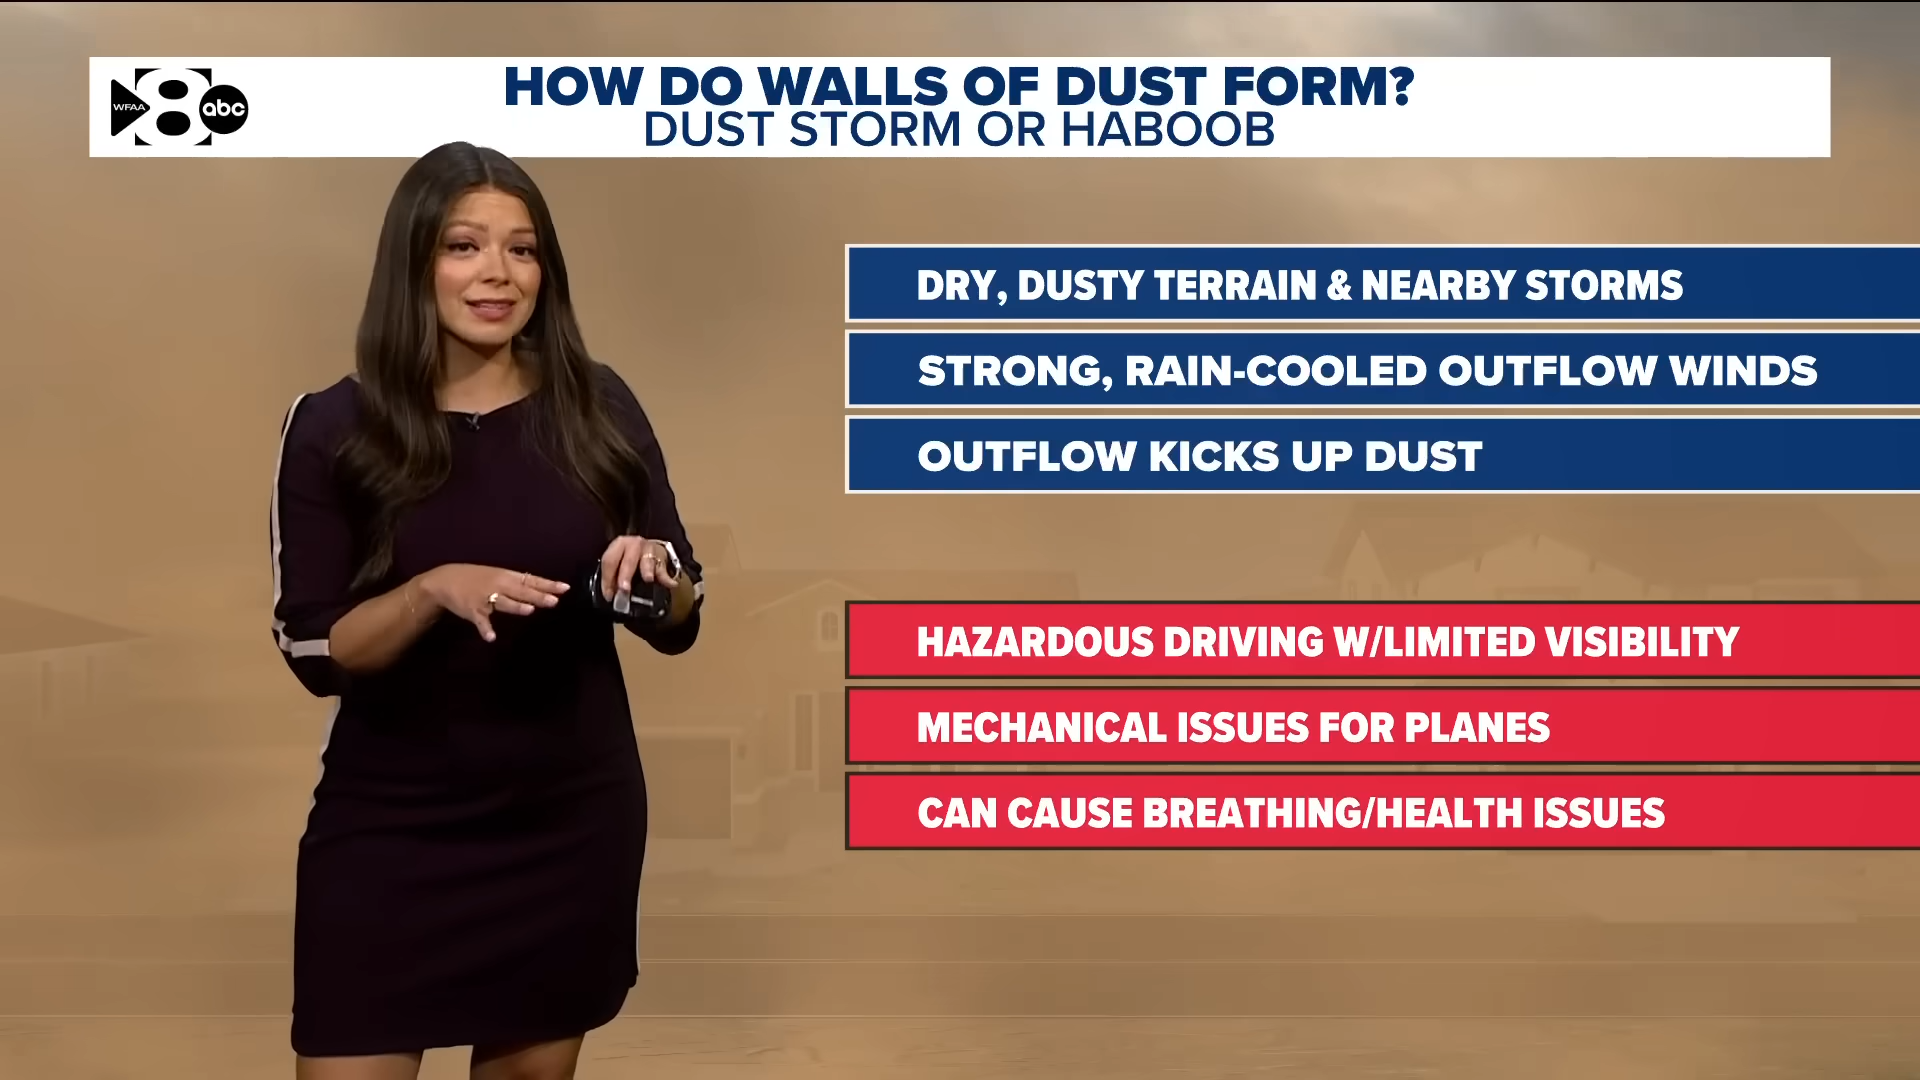 WFAA
8
abc
HOW DO WALLS OF DUST FORM?
DUST STORM OR HABOOB
DRY, DUSTY TERRAIN & NEARBY STORMS
STRONG, RAIN-COOLED OUTFLOW WINDS
OUTFLOW KICKS UP DUST
HAZARDOUS DRIVING W/LIMITED VISIBILITY
MECHANICAL ISSUES FOR PLANES
CAN CAUSE BREATHING/HEALTH ISSUES